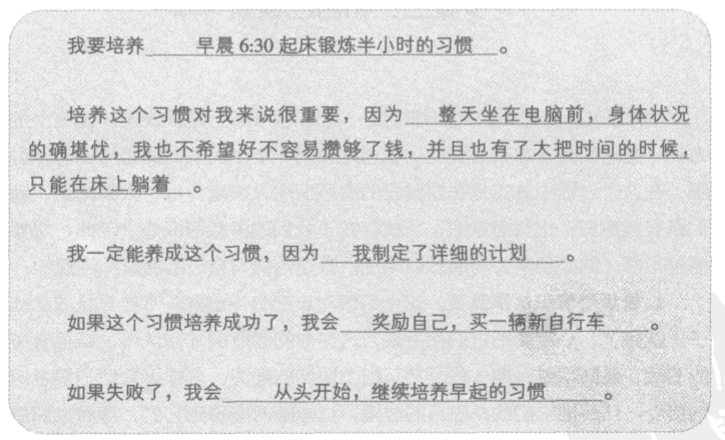 我要培养 早晨 6:30 起床锻炼半小时的习惯 。
培养这个习惯对我来说很重要，因为 整天坐在电脑前，身体状况
的确堪忧，我也不希望好不容易攒够了钱，并且也有了大把时间的时候，
只能在床上躺着 。
我一定能养成这个习惯，因为 我制定了详细的计划 。
如果这个习惯培养成功了，我会 奖励自己，买一辆新自行车 。
如果失败了，我会 从头开始，继续培养早起的习惯 。